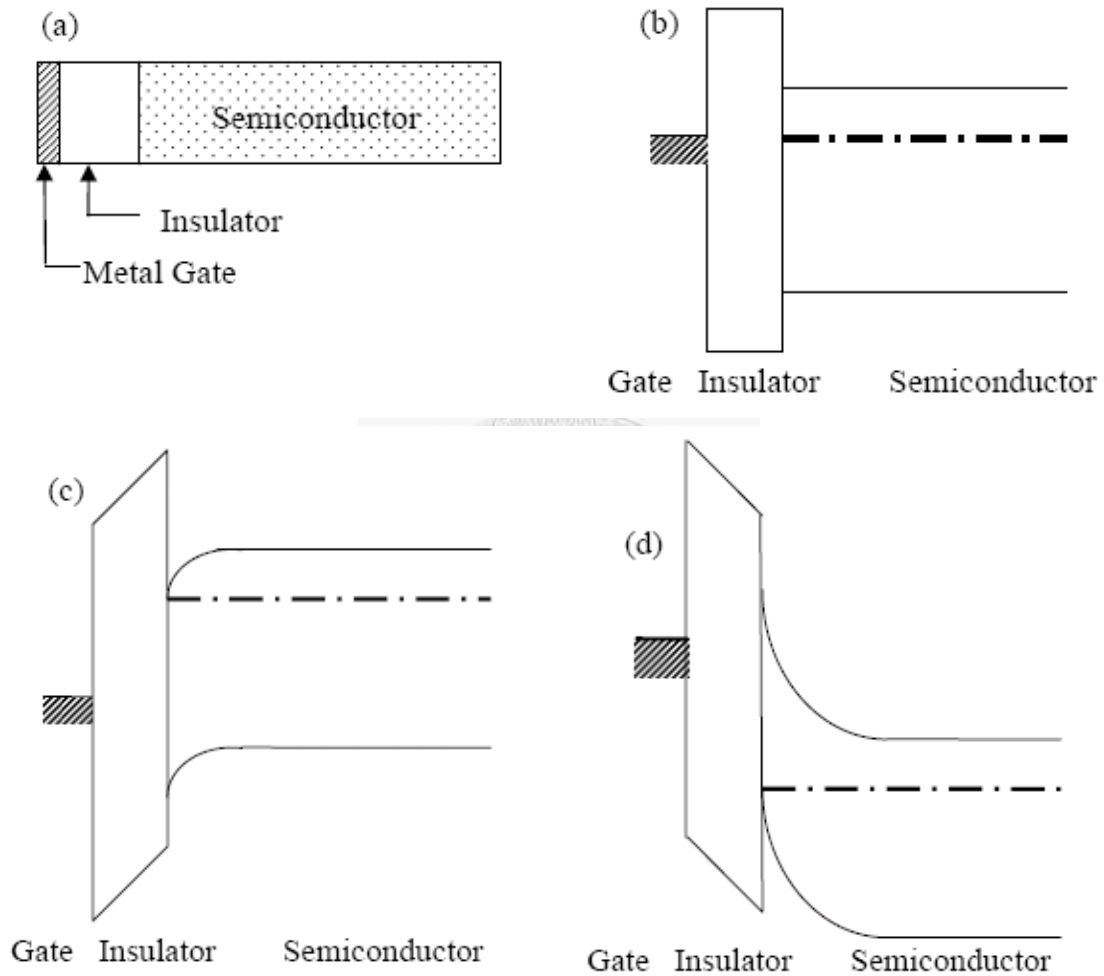 (a)
Semiconductor
Insulator
Metal Gate
(b)
Gate Insulator Semiconductor
(c)
Gate Insulator Semiconductor
(d)
Gate Insulator Semiconductor